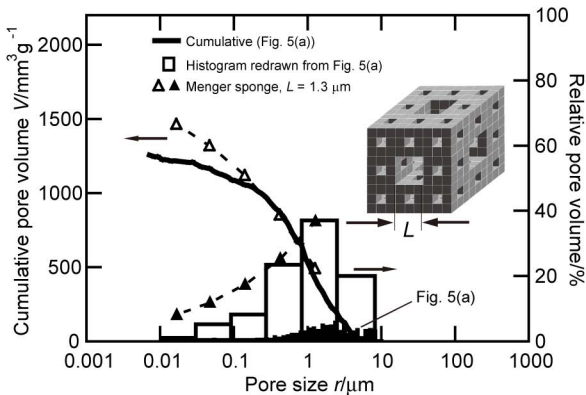 Cumulative pore volume V/mm³g⁻¹
2000
1500
1000
500
0
Cumulative (Fig. 5(a))
Histogram redrawn from Fig. 5(a)
Menger sponge, L = 1.3 μm
L
Fig. 5(a)
100
80
60
40
20
0
Relative pore volume/%
0.001 0.01 0.1 1 10 100 1000
Pore size r/μm